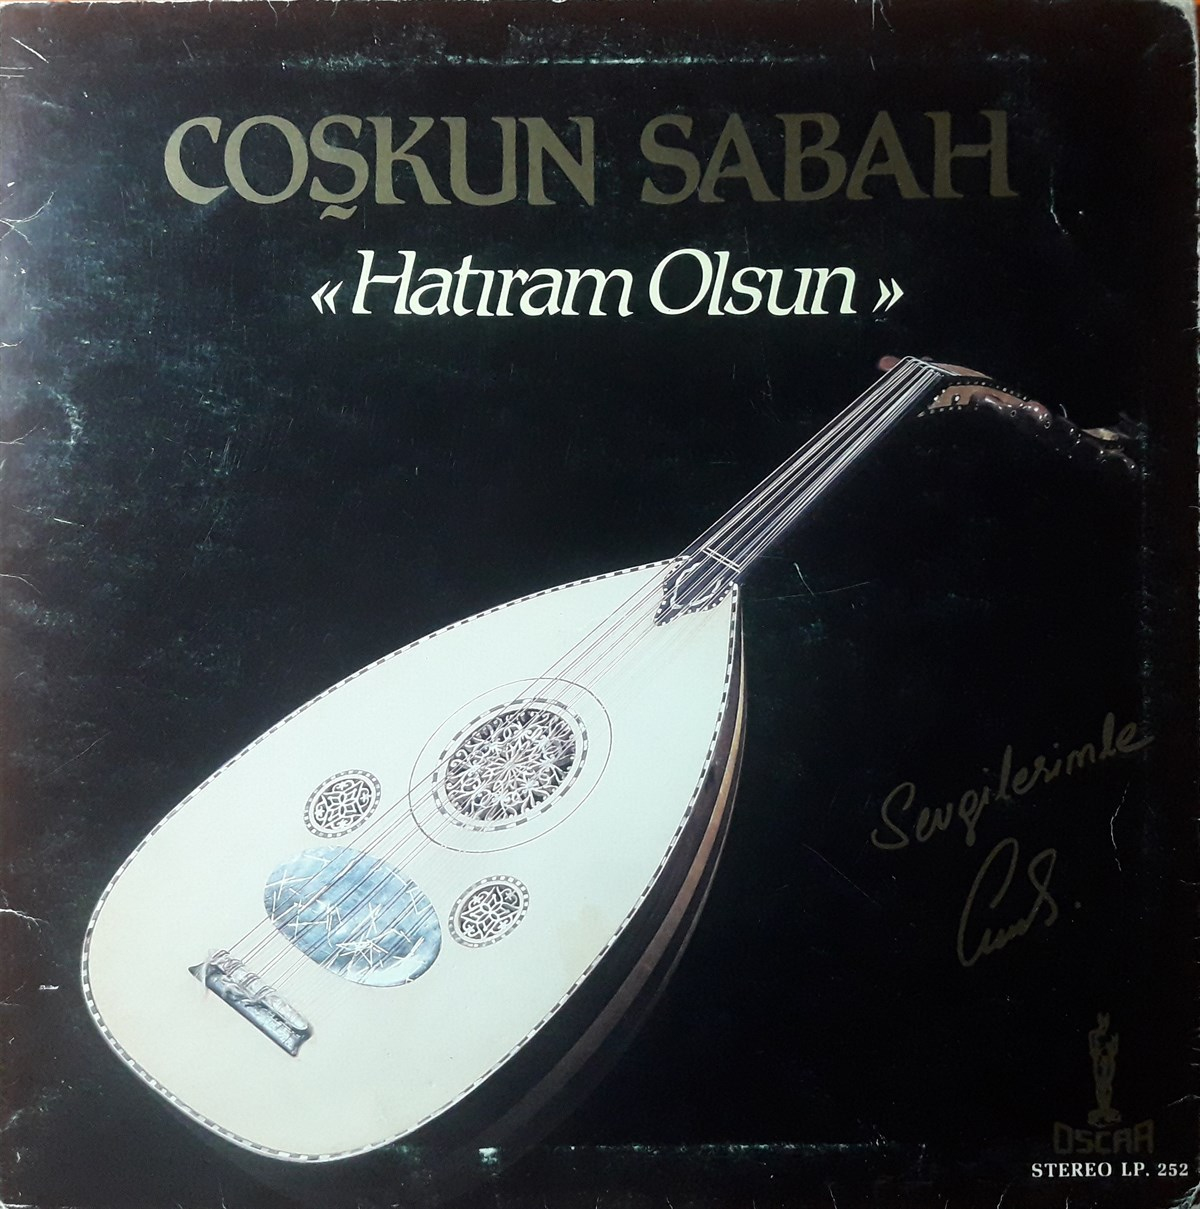 COŞKUN SABAH
« Hatıram Olsun »
Sevgilerimle
OSCAR
STEREO LP. 252